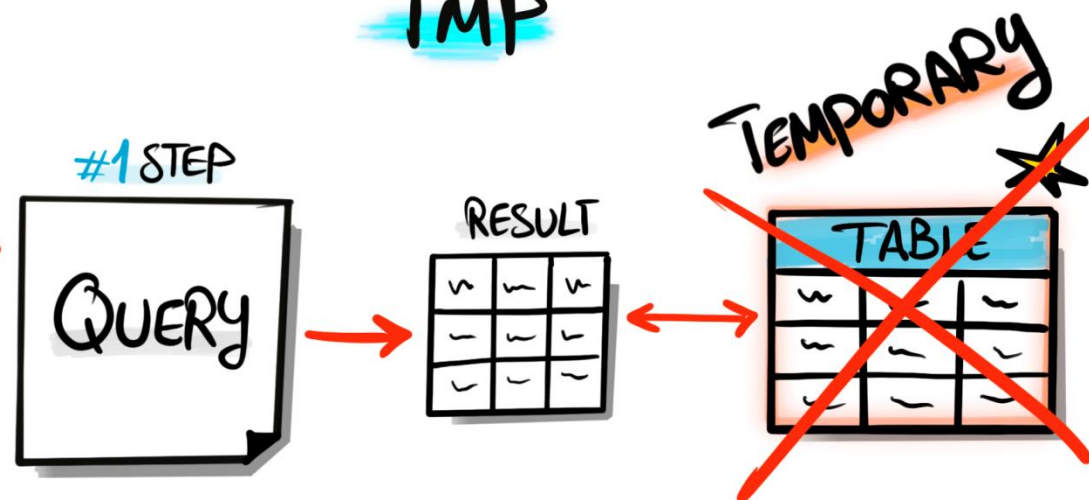 TMP
TEMPORARY
#1 STEP
QUERY
RESULT
TABLE